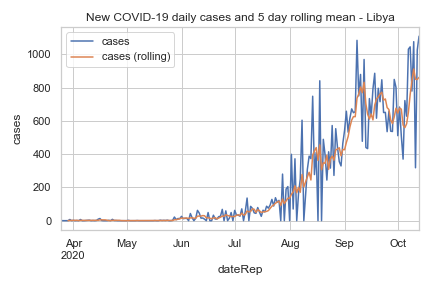 New COVID-19 daily cases and 5 day rolling mean - Libya
cases
cases (rolling)
1000
800
600
400
200
0
cases
Apr
2020
May
Jun
Jul
Aug
Sep
Oct
dateRep